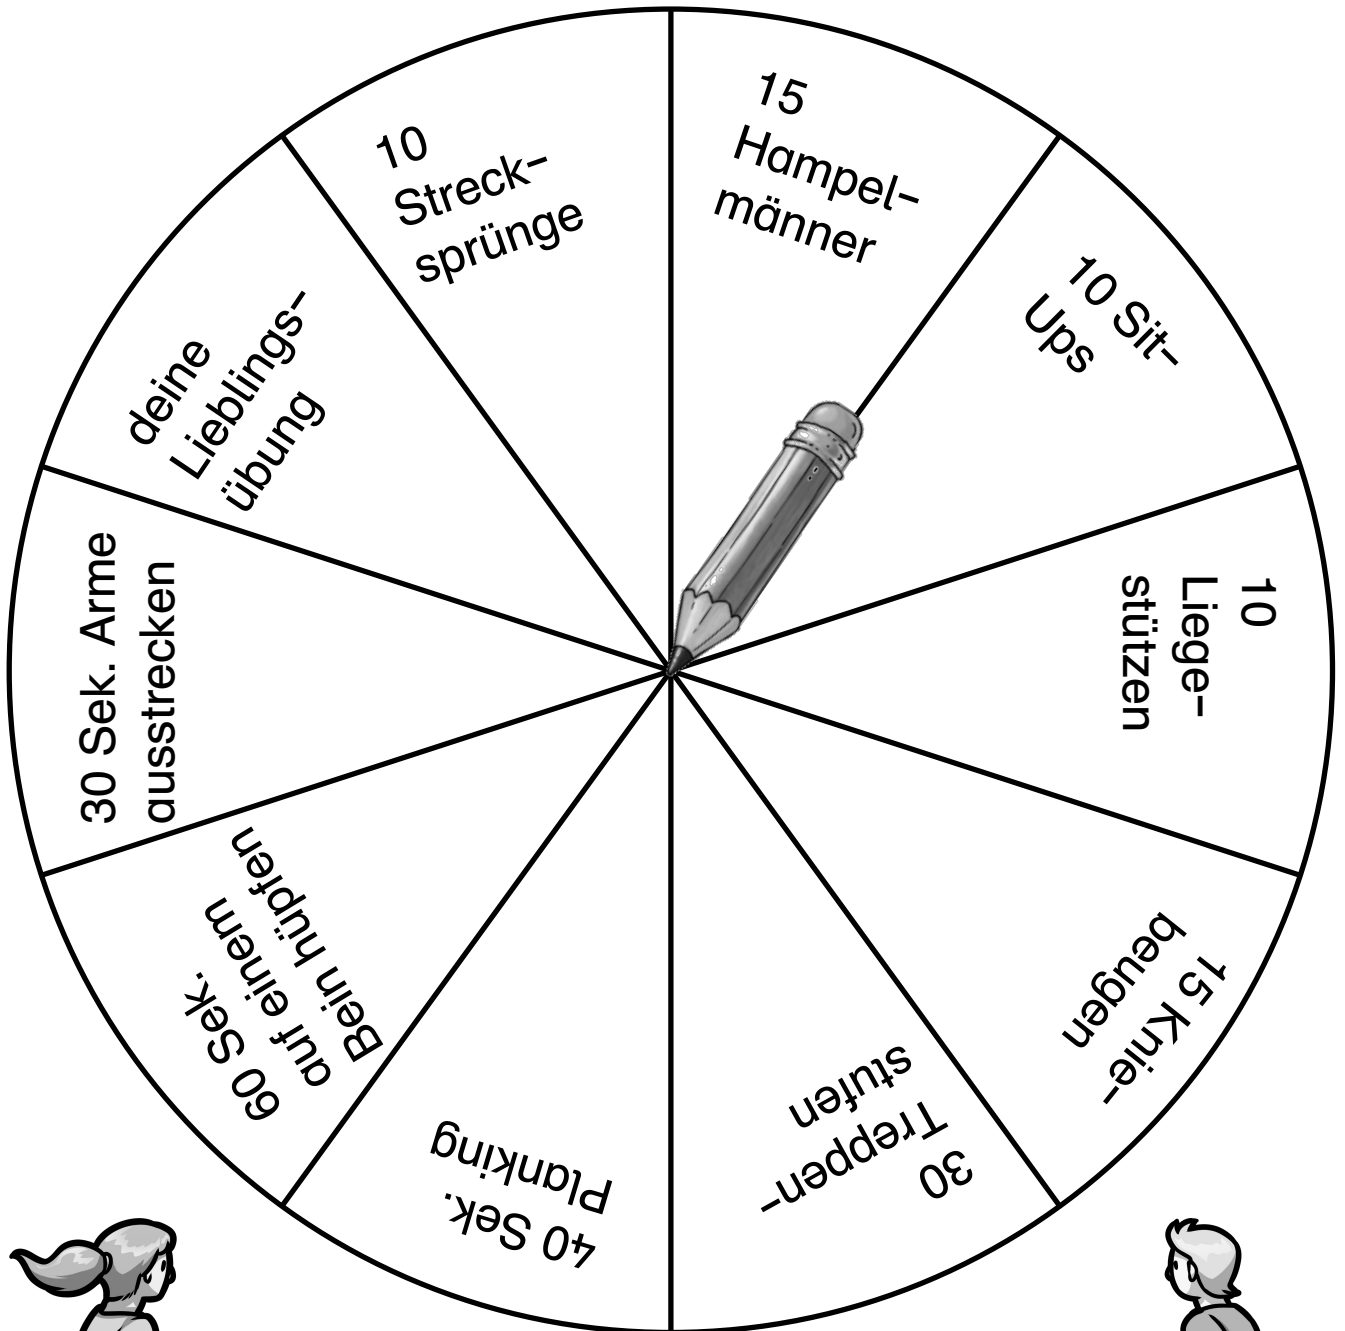 15
Hampel-
männer
10 Sit-
Ups
10
Liege-
stützen
15 Knie-
beugen
30
Treppen-
stufen
40 Sek.
Planking
60 Sek.
auf einem
Bein hüpfen
30 Sek. Arme
ausstrecken
deine
Lieblings-
übung
10
Streck-
sprünge